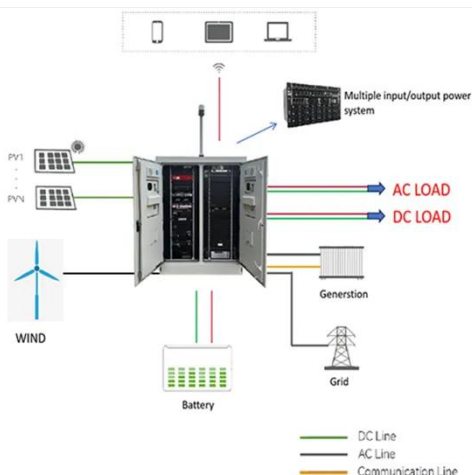 Multiple input/output power
system
PV1
PVN
AC LOAD
DC LOAD
WIND
Generstion
Grid
Battery
DC Line
AC Line
Communication Line